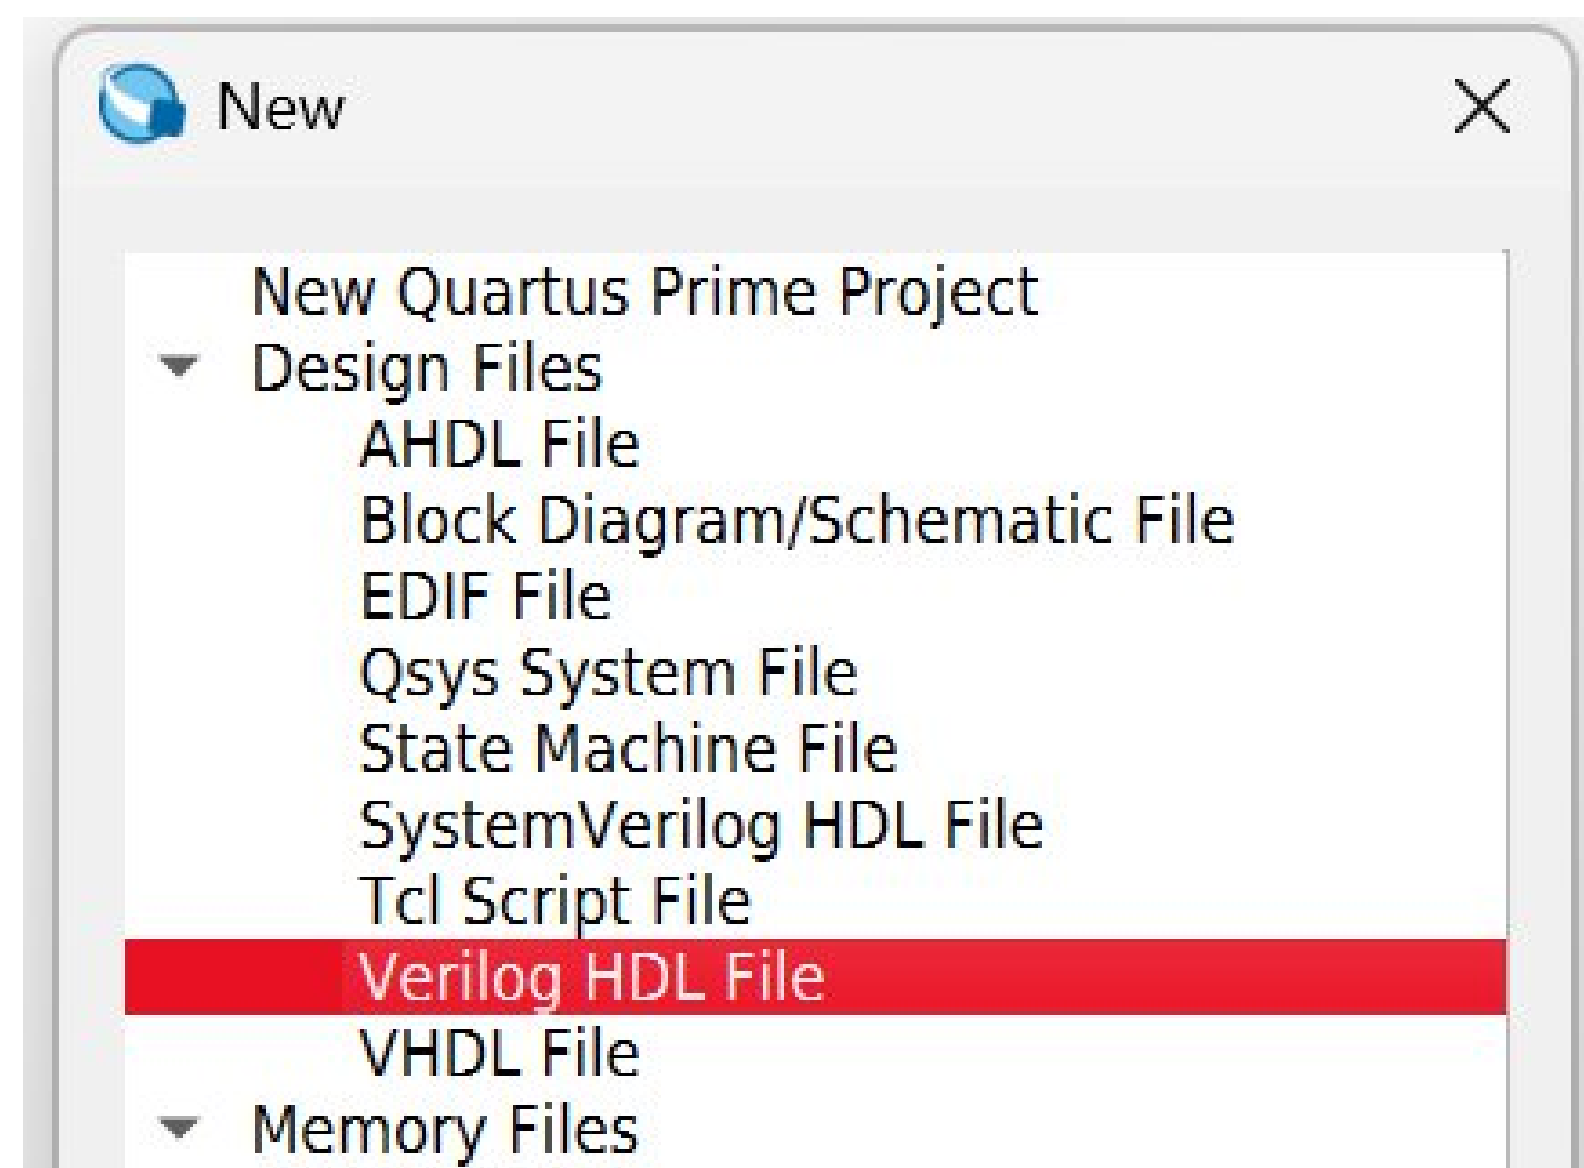 New
New Quartus Prime Project
Design Files
AHDL File
Block Diagram/Schematic File
EDIF File
Qsys System File
State Machine File
SystemVerilog HDL File
Tcl Script File
Verilog HDL File
VHDL File
Memory Files